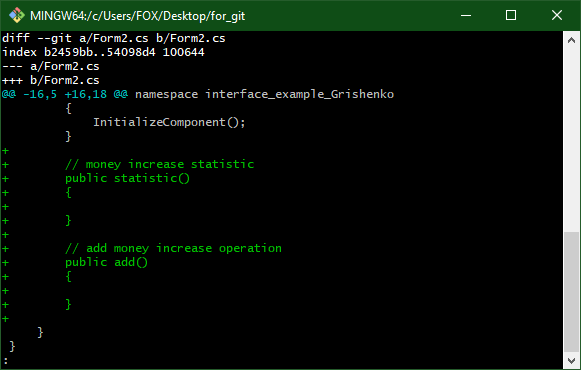 MINGW64:/c/Users/FOX/Desktop/for_git
diff --git a/Form2.cs b/Form2.cs
index b2459bb..54098d4 100644
--- a/Form2.cs
+++ b/Form2.cs
@@ -16,5 +16,18 @@ namespace interface_example_Grishenko
         {
             InitializeComponent();
         }
+
+        // money increase statistic
+        public statistic()
+        {
+
+        }
+
+        // add money increase operation
+        public add()
+        {
+
+        }
+
     }
 }
: